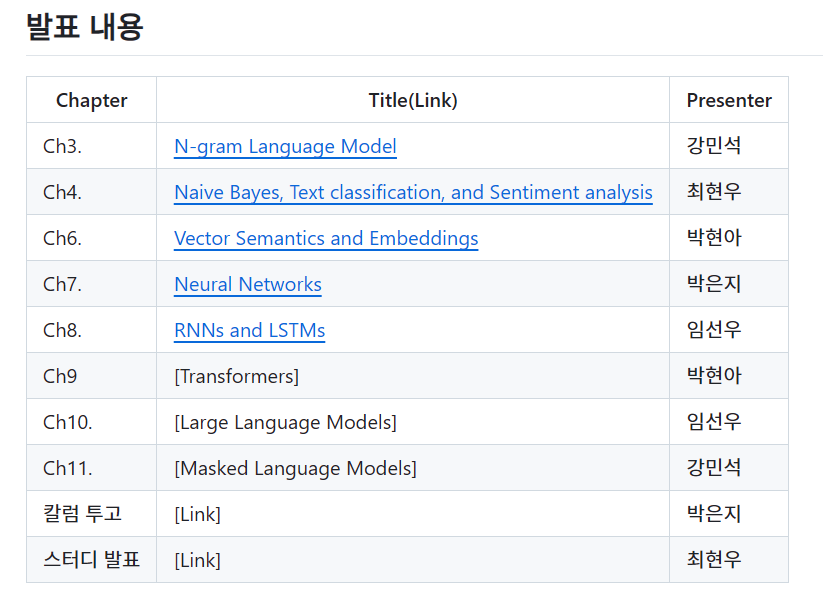 발표 내용
Chapter Title(Link) Presenter
Ch3. N-gram Language Model 강민석
Ch4. Naive Bayes, Text classification, and Sentiment analysis 최현우
Ch6. Vector Semantics and Embeddings 박현아
Ch7. Neural Networks 박은지
Ch8. RNNs and LSTMs 임선우
Ch9 [Transformers] 박현아
Ch10. [Large Language Models] 임선우
Ch11. [Masked Language Models] 강민석
칼럼 투고 [Link] 박은지
스터디 발표 [Link] 최현우